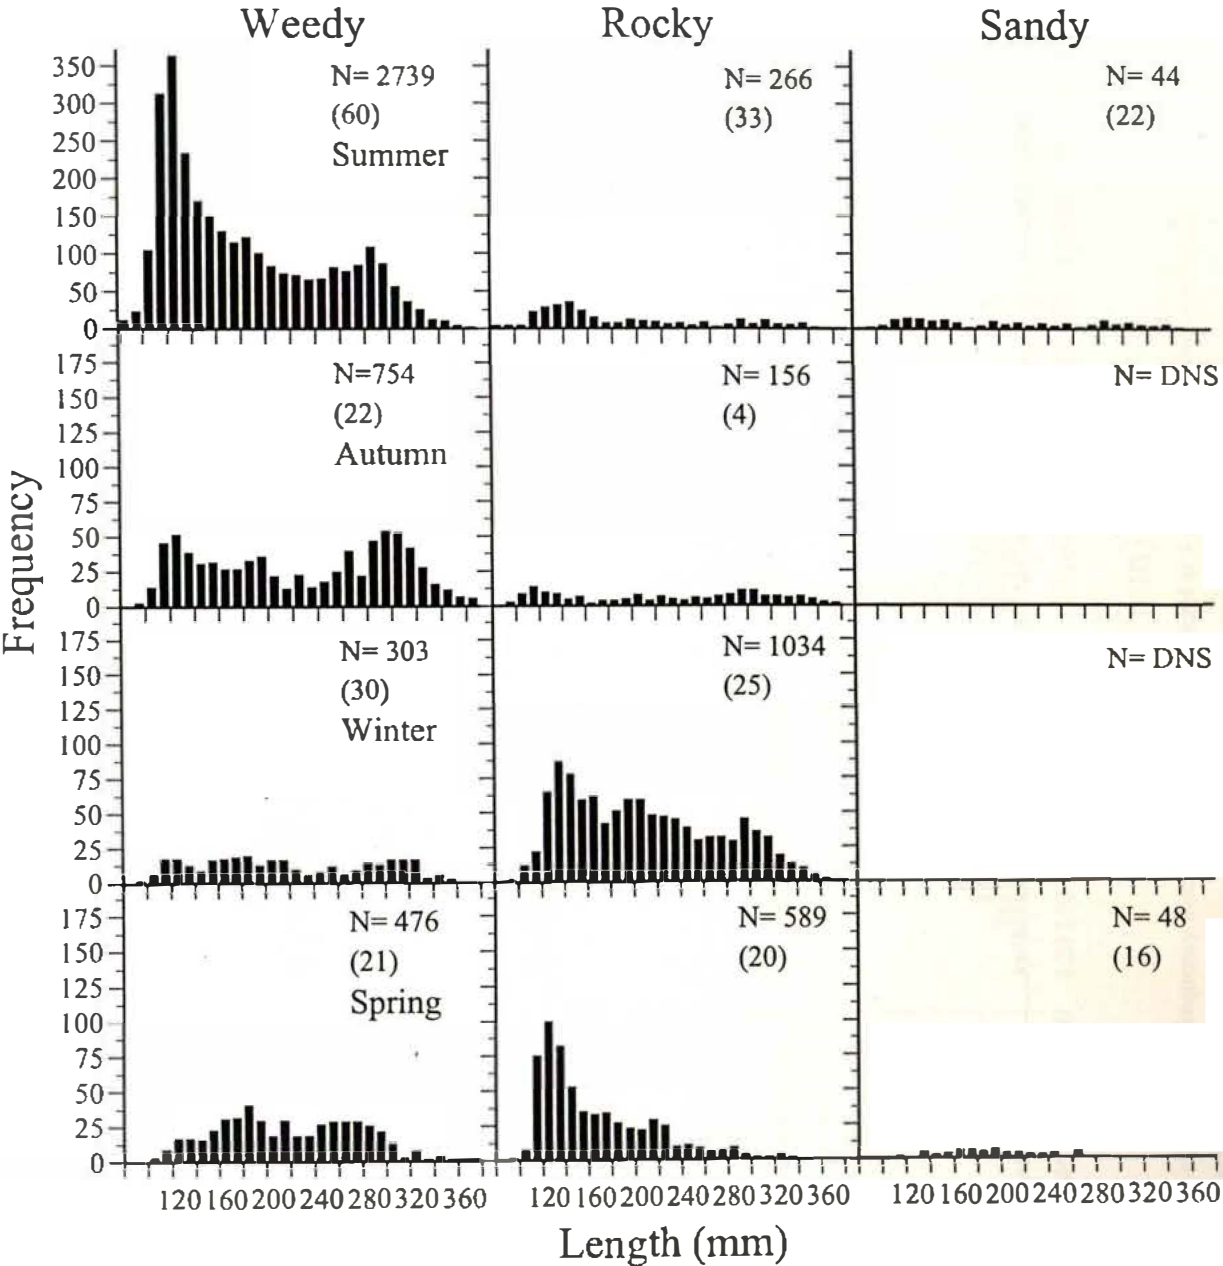 Weedy Rocky Sandy
350
300
250
200
150
100
50
0
N= 2739
(60)
Summer
N= 266
(33)
N= 44
(22)
175
150
125
100
75
50
25
0
N=754
(22)
Autumn
N= 156
(4)
N= DNS
175
150
125
100
75
50
25
0
N= 303
(30)
Winter
N= 1034
(25)
N= DNS
175
150
125
100
75
50
25
0
N= 476
(21)
Spring
N= 589
(20)
N= 48
(16)
Frequency
120 160 200 240 280 320 360 120 160 200 240 280 320 360 120 160 200 240 280 320 360
Length (mm)